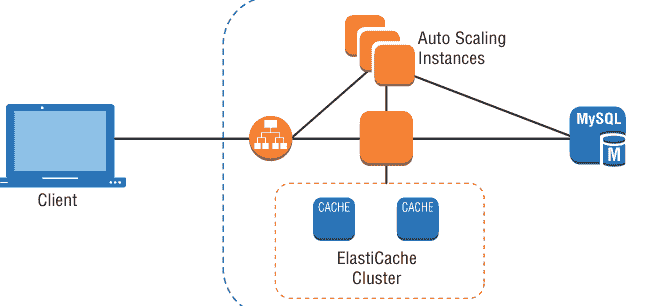 Auto Scaling
Instances
MySQL
M
Client
CACHE
CACHE
ElastiCache
Cluster